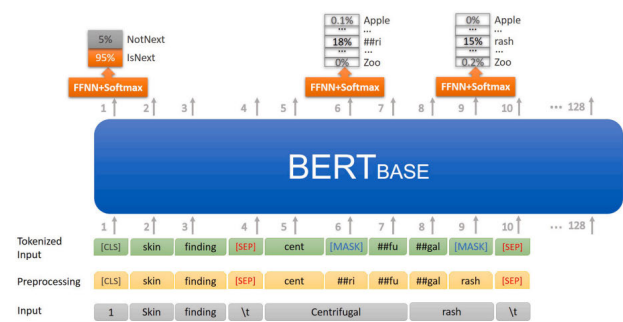 0.1% Apple 0% Apple
... ... ... ...
5% NotNext 18% ##ri 15% rash
... ... ... ...
95% IsNext 0% Zoo 0.2% Zoo
FFNN+Softmax FFNN+Softmax FFNN+Softmax
1 2 3 4 5 6 7 8 9 10 ... 128
BERT BASE
1 2 3 4 5 6 7 8 9 10 ... 128
Tokenized Input [CLS] skin finding [SEP] cent [MASK] ##fu ##gal [MASK] [SEP]
Preprocessing [CLS] skin finding [SEP] cent ##ri ##fu ##gal rash [SEP]
Input 1 Skin finding \t Centrifugal rash \t